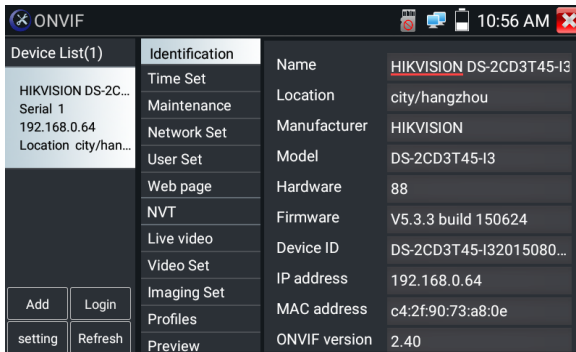 ONVIF
10:56 AM
Device List(1)
HIKVISION DS-2C...
Serial 1
192.168.0.64
Location city/han...
Add
Login
setting
Refresh
Identification
Time Set
Maintenance
Network Set
User Set
Web page
NVT
Live video
Video Set
Imaging Set
Profiles
Preview
Name HIKVISION DS-2CD3T45-I3
Location city/hangzhou
Manufacturer HIKVISION
Model DS-2CD3T45-I3
Hardware 88
Firmware V5.3.3 build 150624
Device ID DS-2CD3T45-I32015080...
IP address 192.168.0.64
MAC address c4:2f:90:73:a8:0e
ONVIF version 2.40